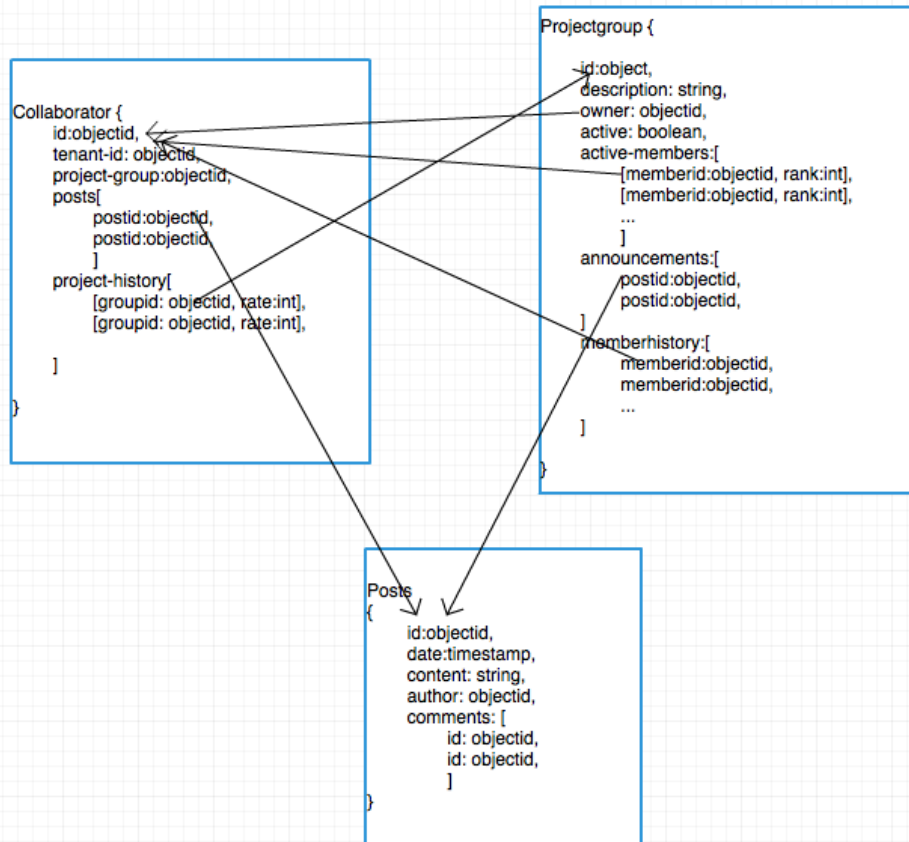 Collaborator {
id:objectid,
tenant-id: objectid,
project-group:objectid,
posts[
postid:objectid,
postid:objectid,
]
project-history[
[groupid: objectid, rate:int],
[groupid: objectid, rate:int],
]
}
Projectgroup {
id:object,
description: string,
owner: objectid,
active: boolean,
active-members:[
[memberid:objectid, rank:int],
[memberid:objectid, rank:int],
...
]
announcements:[
postid:objectid,
postid:objectid,
]
memberhistory:[
memberid:objectid,
memberid:objectid,
...
]
}
Posts
{
id:objectid,
date:timestamp,
content: string,
author: objectid,
comments: [
id: objectid,
id: objectid,
]
}